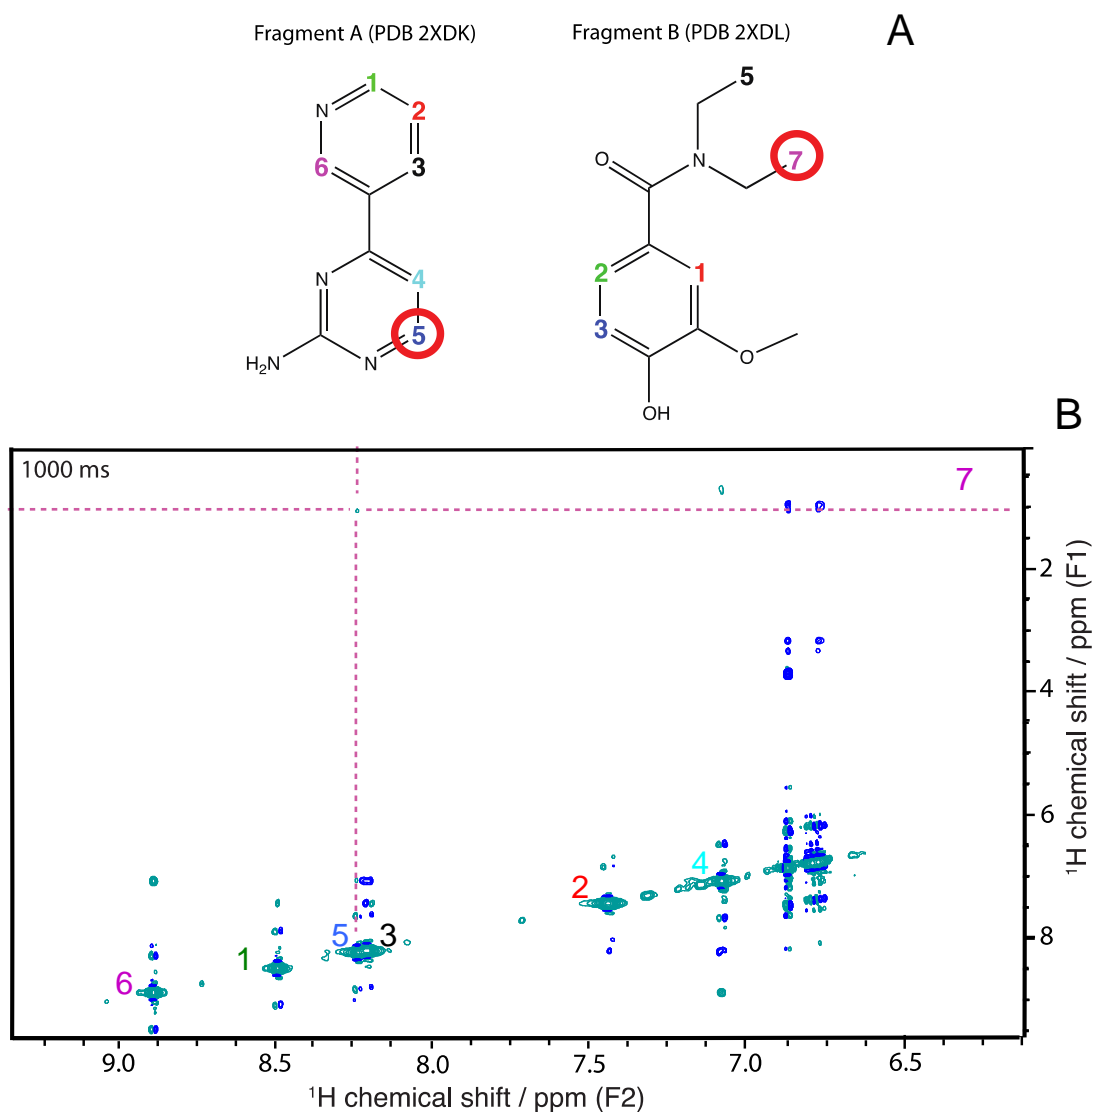 Fragment A (PDB 2XDK)
Fragment B (PDB 2XDL)
A
1
N
2
6
3
N
4
5
N
H₂N
5
O
N
7
2
1
3
O
OH
B
1000 ms
7
2
4
6
8
¹H chemical shift / ppm (F1)
4
2
5
3
1
6
9.0 8.5 8.0 7.5 7.0 6.5
¹H chemical shift / ppm (F2)